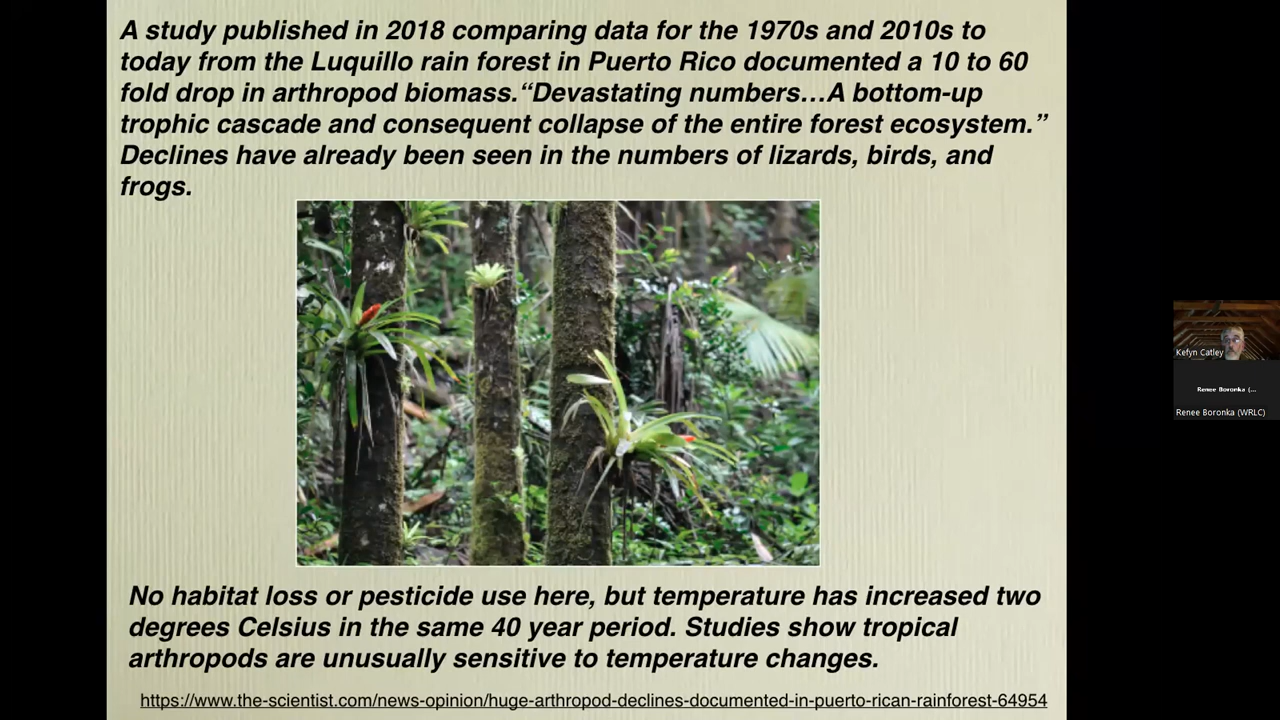 A study published in 2018 comparing data for the 1970s and 2010s to
today from the Luquillo rain forest in Puerto Rico documented a 10 to 60
fold drop in arthropod biomass.“Devastating numbers…A bottom-up
trophic cascade and consequent collapse of the entire forest ecosystem.”
Declines have already been seen in the numbers of lizards, birds, and
frogs.
Kefyn Catley
Renee Boronka (...
Renee Boronka (WRLC)
No habitat loss or pesticide use here, but temperature has increased two
degrees Celsius in the same 40 year period. Studies show tropical
arthropods are unusually sensitive to temperature changes.
https://www.the-scientist.com/news-opinion/huge-arthropod-declines-documented-in-puerto-rican-rainforest-64954